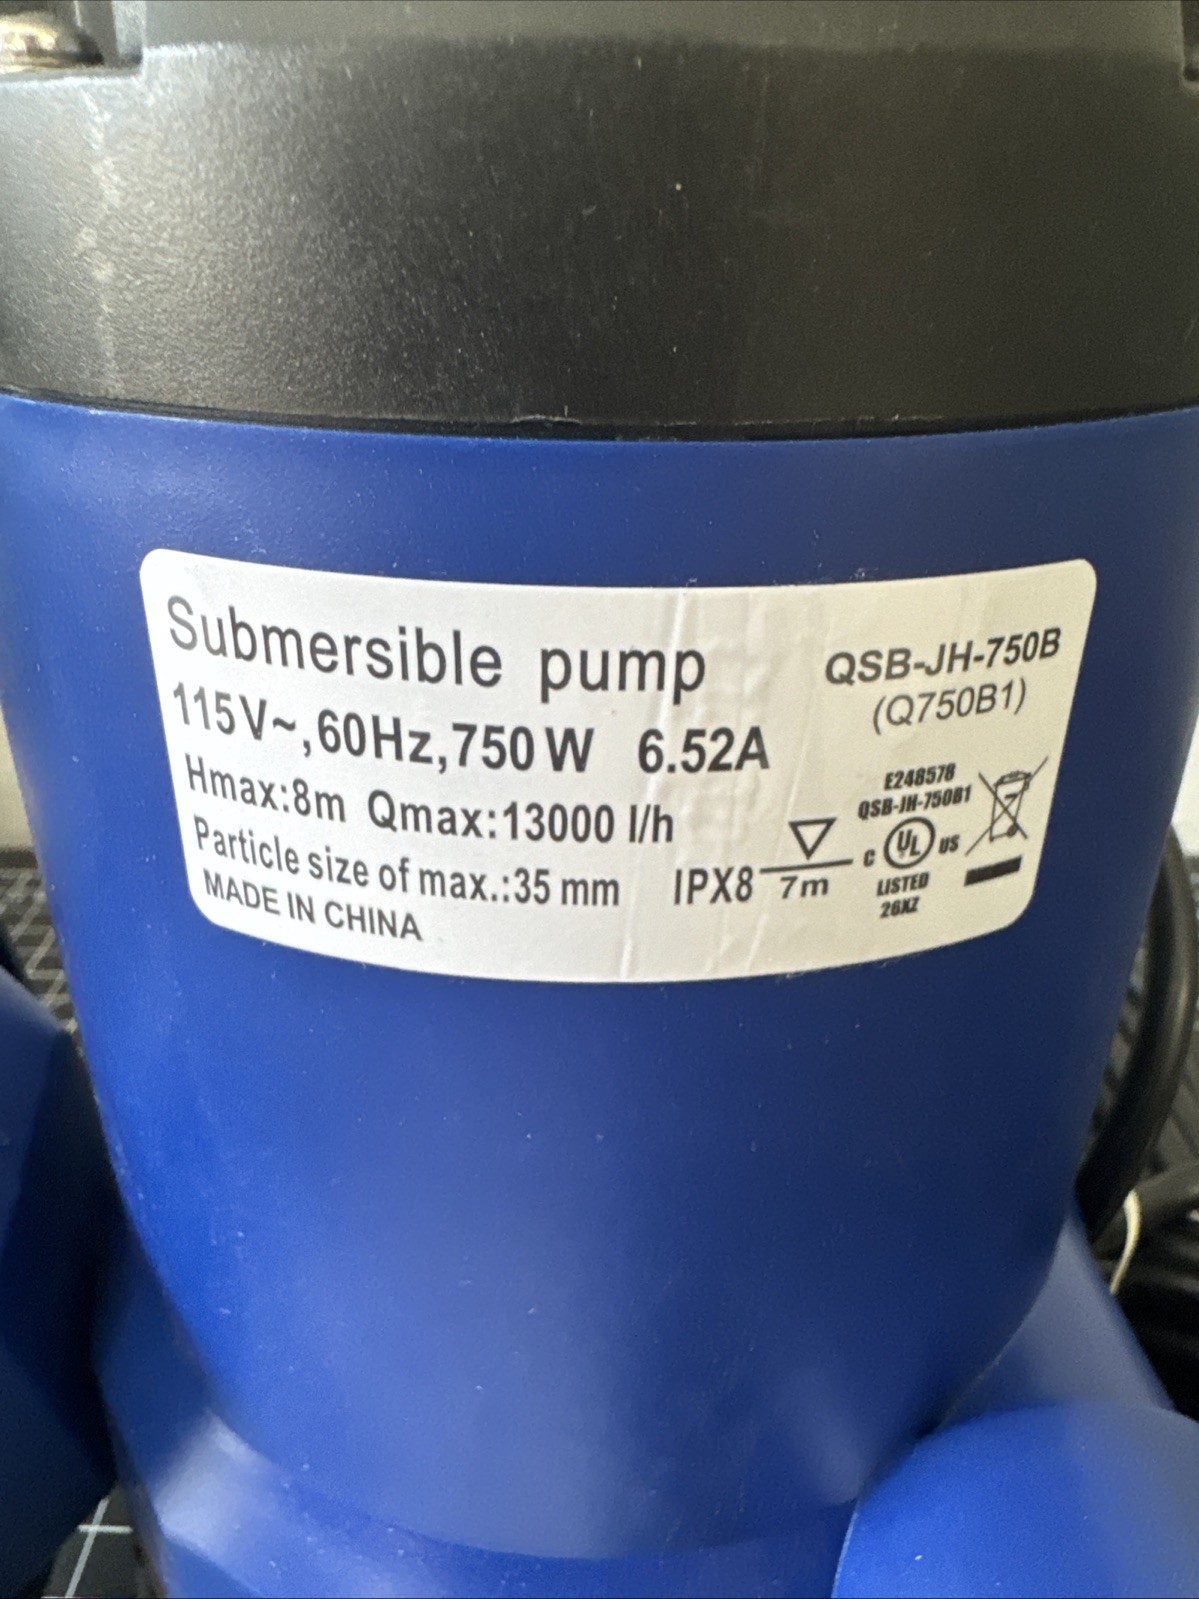 Submersible pump
115V~,60Hz,750W 6.52A
Hmax:8m Qmax:13000 l/h
Particle size of max.:35 mm IPX8 7m
MADE IN CHINA
QSB-JH-750B
(Q750B1)
E248578
QSB-JH-750B1
C UL US
LISTED
26XZ